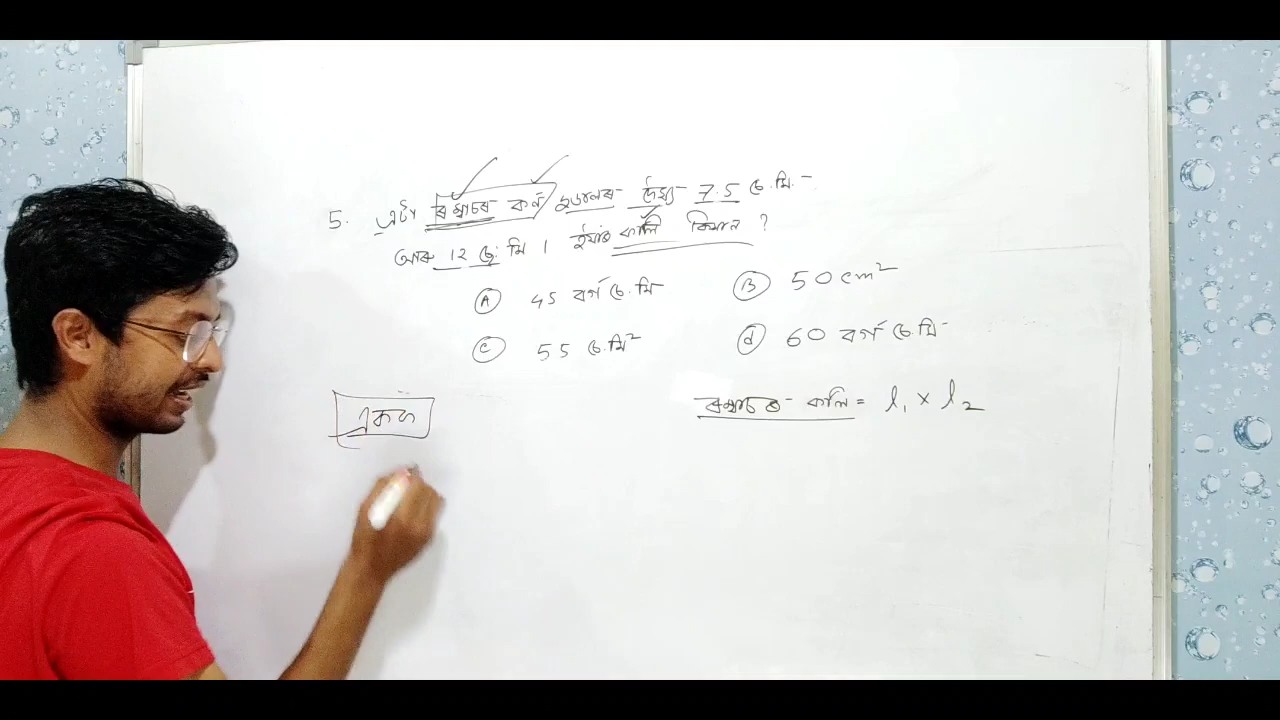 5. এটা ৰম্বাচৰ কৰ্ণ দুডালৰ দৈৰ্ঘ্য 7.5 চে.মি.
আৰু 12 চে: মি । ইয়াৰ কালি কিমান ?
A 45 বৰ্গ চে.মি
B 50 cm²
C 55 চে.মি²
d 60 বৰ্গ চে.মি
একক
ৰম্বাচৰ কালি = l₁ × l₂